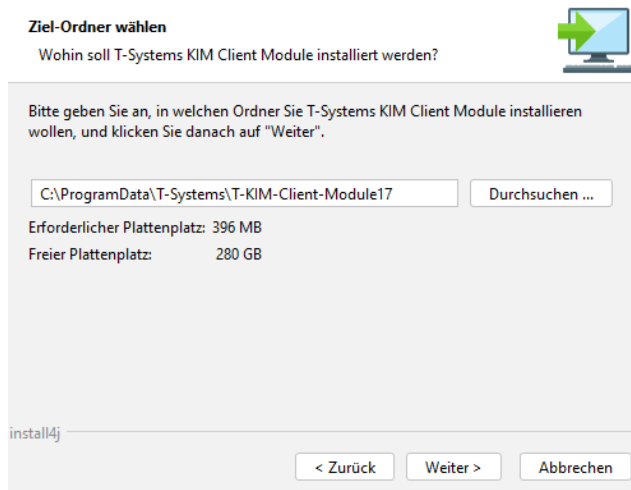 Ziel-Ordner wählen
Wohin soll T-Systems KIM Client Module installiert werden?
Bitte geben Sie an, in welchen Ordner Sie T-Systems KIM Client Module installieren
wollen, und klicken Sie danach auf "Weiter".
C:\ProgramData\T-Systems\T-KIM-Client-Module17
Durchsuchen ...
Erforderlicher Plattenplatz: 396 MB
Freier Plattenplatz: 280 GB
install4j
< Zurück
Weiter >
Abbrechen